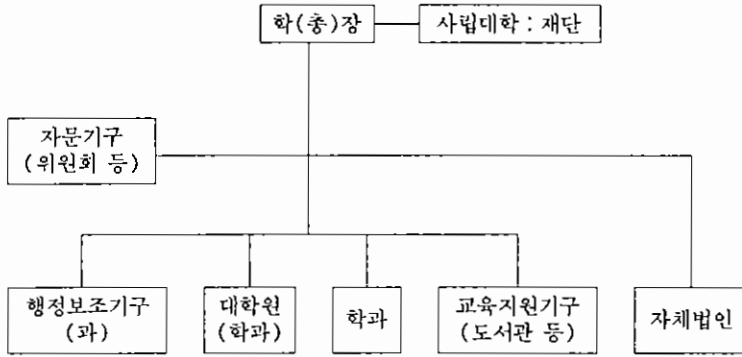 학(총)장
사립대학 : 재단
자문기구
(위원회 등)
행정보조기구
(과)
대학원
(학과)
학과
교육지원기구
(도서관 등)
자체법인